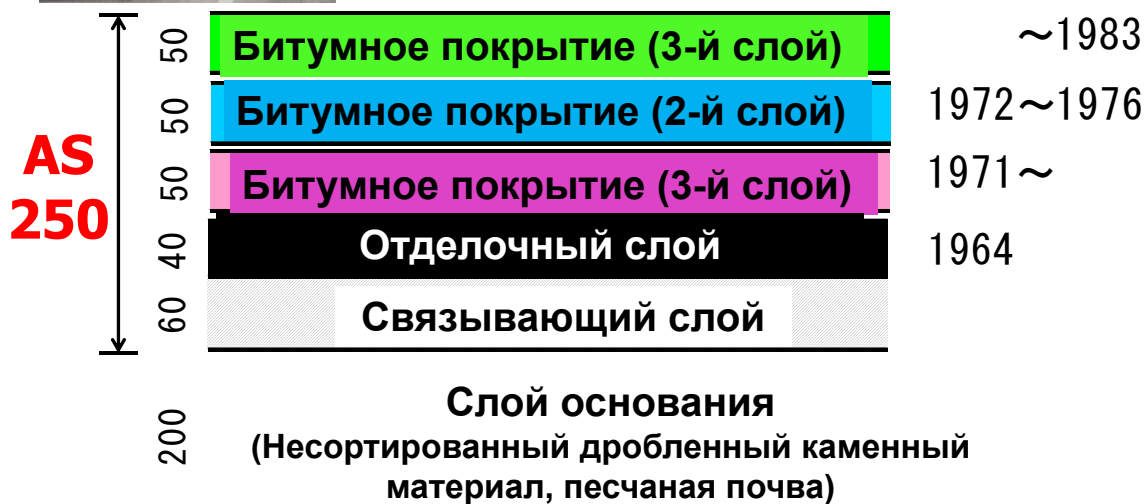 50 Битумное покрытие (3-й слой) ～1983
50 Битумное покрытие (2-й слой) 1972～1976
AS
250
50 Битумное покрытие (3-й слой) 1971～
40 Отделочный слой 1964
60 Связывающий слой
200 Слой основания
(Несортированный дробленный каменный
материал, песчаная почва)